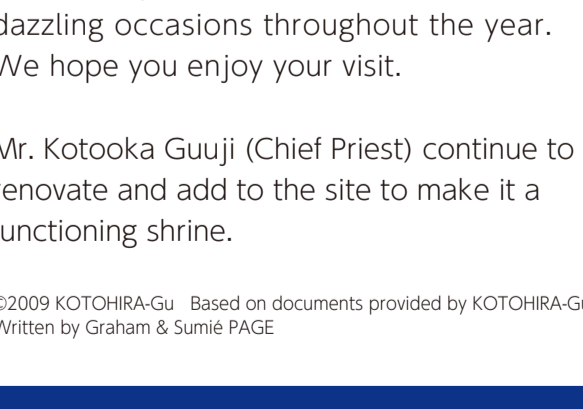 dazzling occasions throughout the year.
We hope you enjoy your visit.
Mr. Kotooka Guuji (Chief Priest) continue to
renovate and add to the site to make it a
functioning shrine.
©2009 KOTOHIRA-Gu Based on documents provided by KOTOHIRA-Gu
Written by Graham & Sumié PAGE